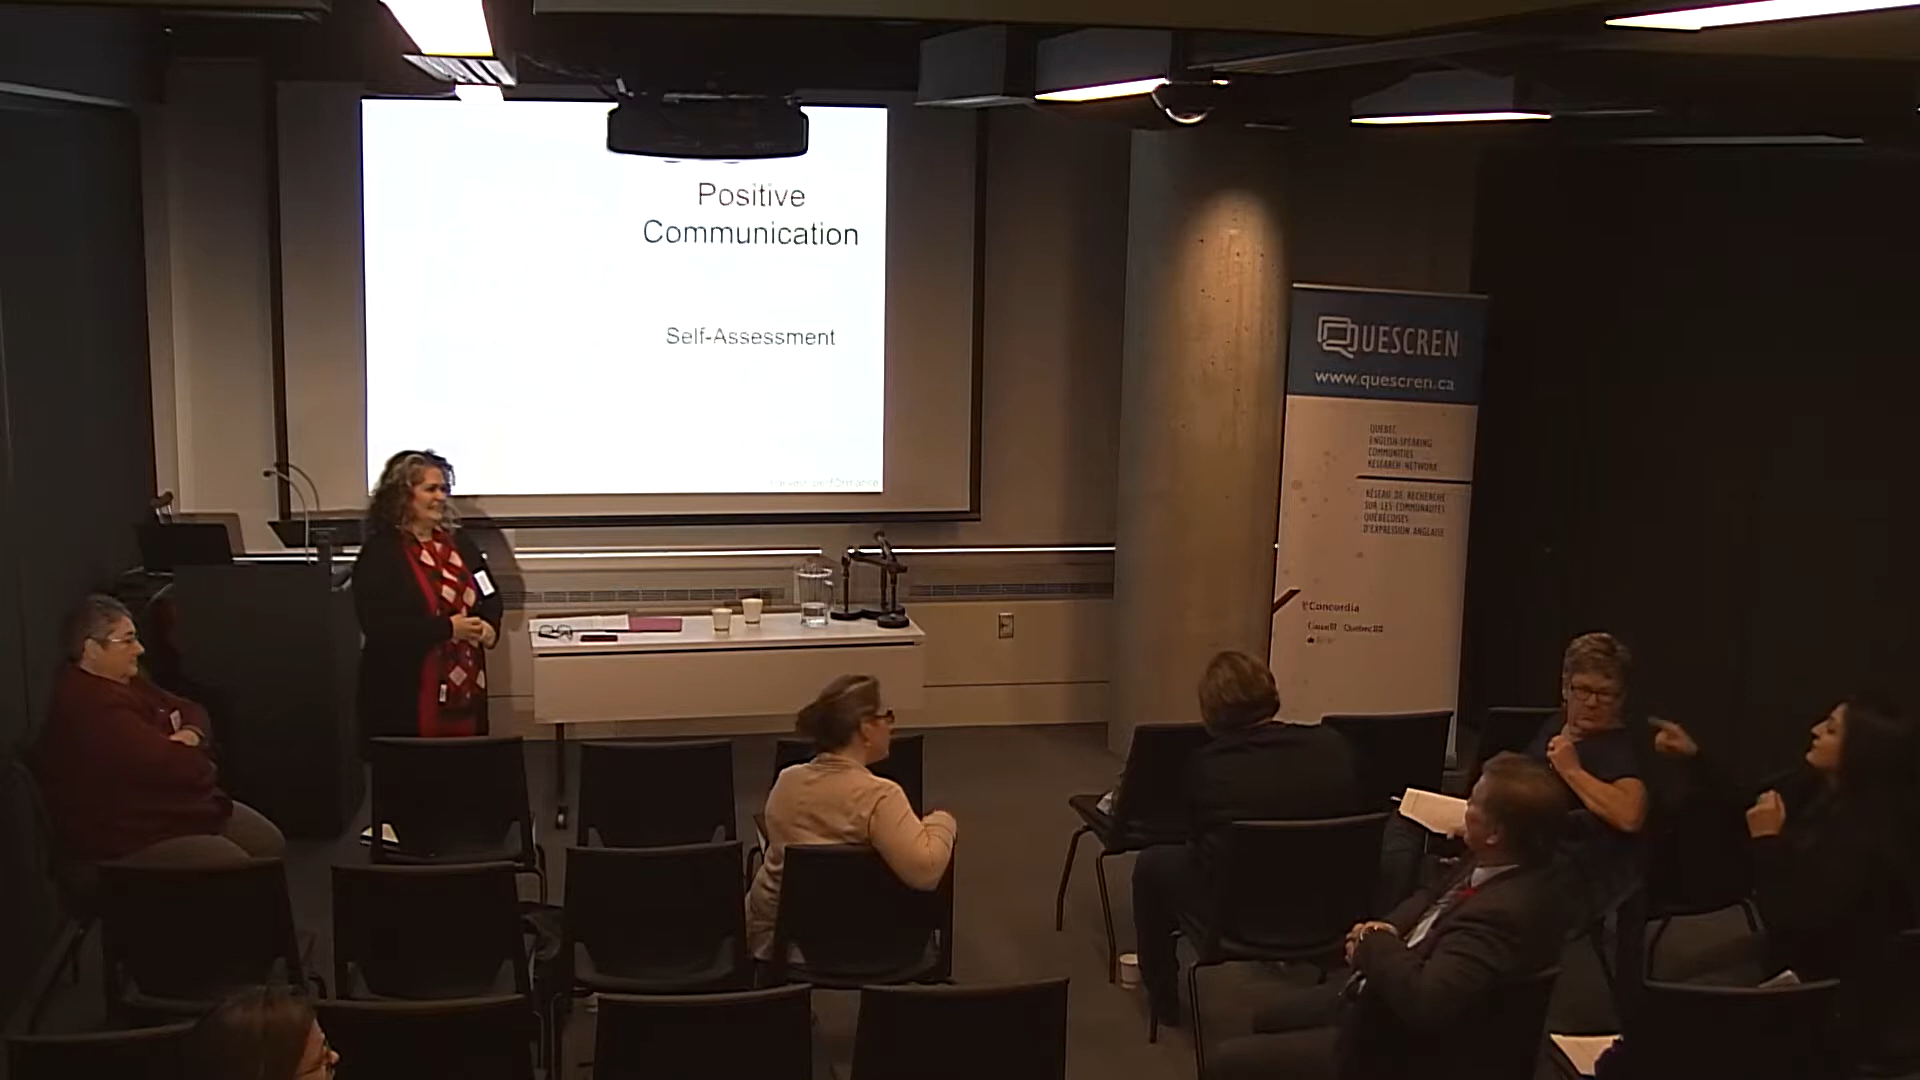 Positive
Communication
Self-Assessment
QUESCREN
www.quescren.ca
QUEBEC
ENGLISH-SPEAKING
COMMUNITIES
RESEARCH NETWORK
RÉSEAU DE RECHERCHE
SUR LES COMMUNAUTÉS
QUÉBÉCOISES
D'EXPRESSION ANGLAISE
Concordia
Canada Québec